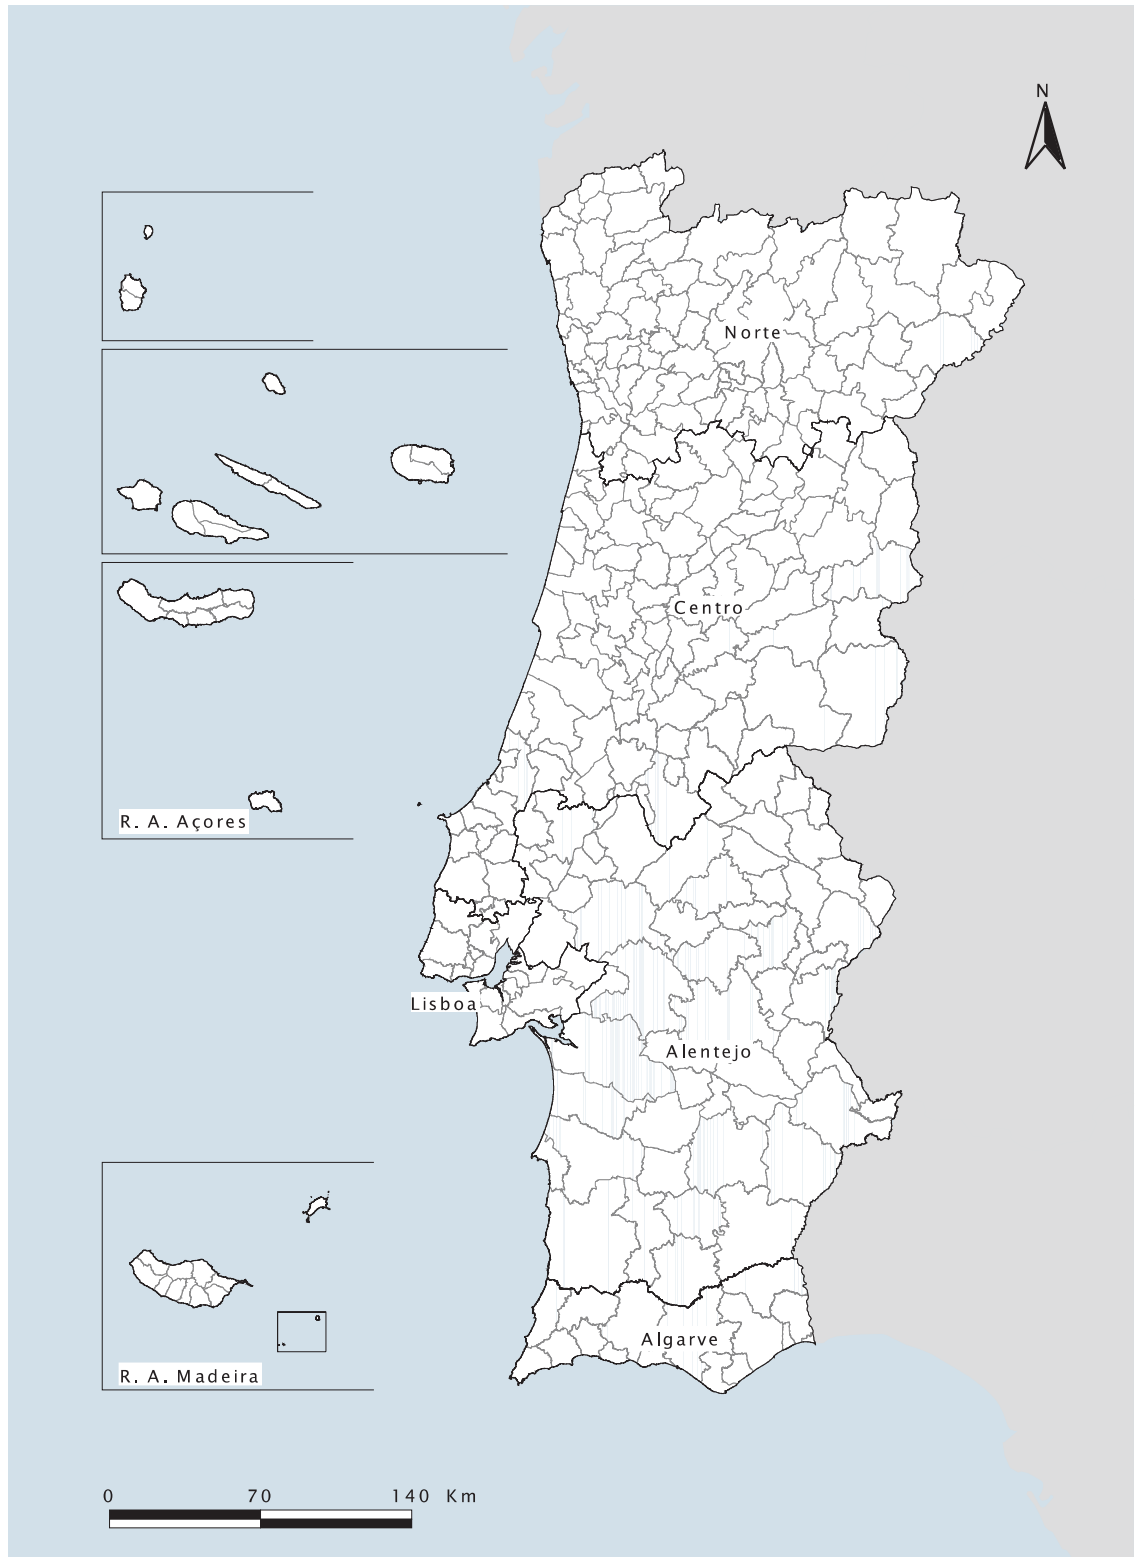 N
Norte
Centro
R. A. Açores
Lisboa
Alentejo
Algarve
R. A. Madeira
0 70 140 Km